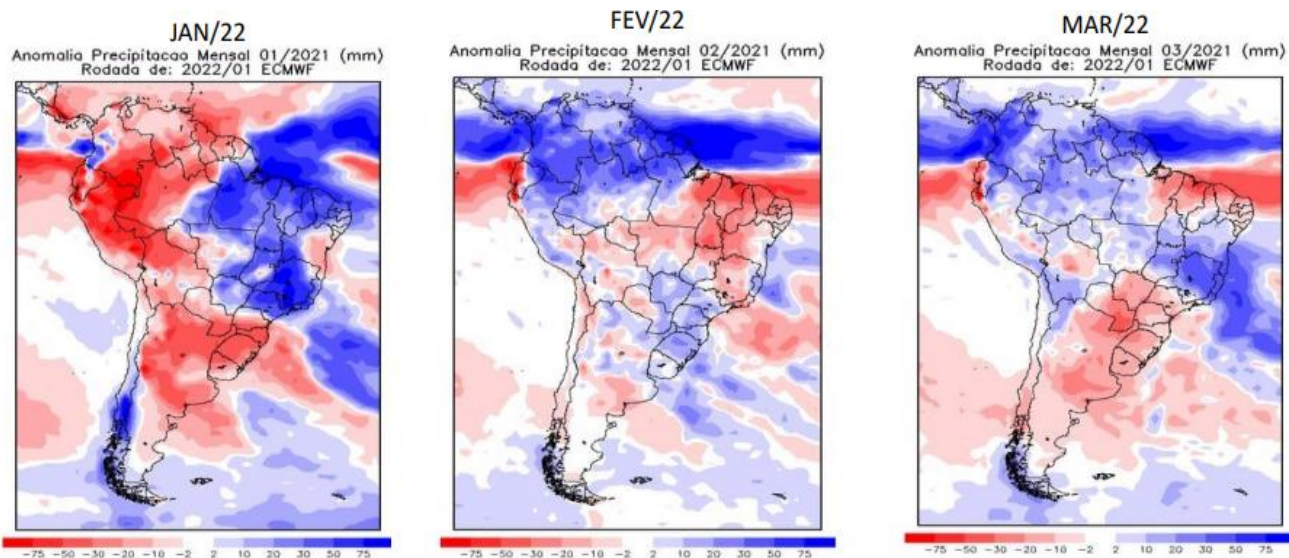 JAN/22
Anomalia Precipitacao Mensal 01/2021 (mm)
Rodada de: 2022/01 ECMWF
-75 -50 -30 -20 -10 -2 2 10 20 30 50 75
FEV/22
Anomalia Precipitacao Mensal 02/2021 (mm)
Rodada de: 2022/01 ECMWF
-75 -50 -30 -20 -10 -2 2 10 20 30 50 75
MAR/22
Anomalia Precipitacao Mensal 03/2021 (mm)
Rodada de: 2022/01 ECMWF
-75 -50 -30 -20 -10 -2 2 10 20 30 50 75